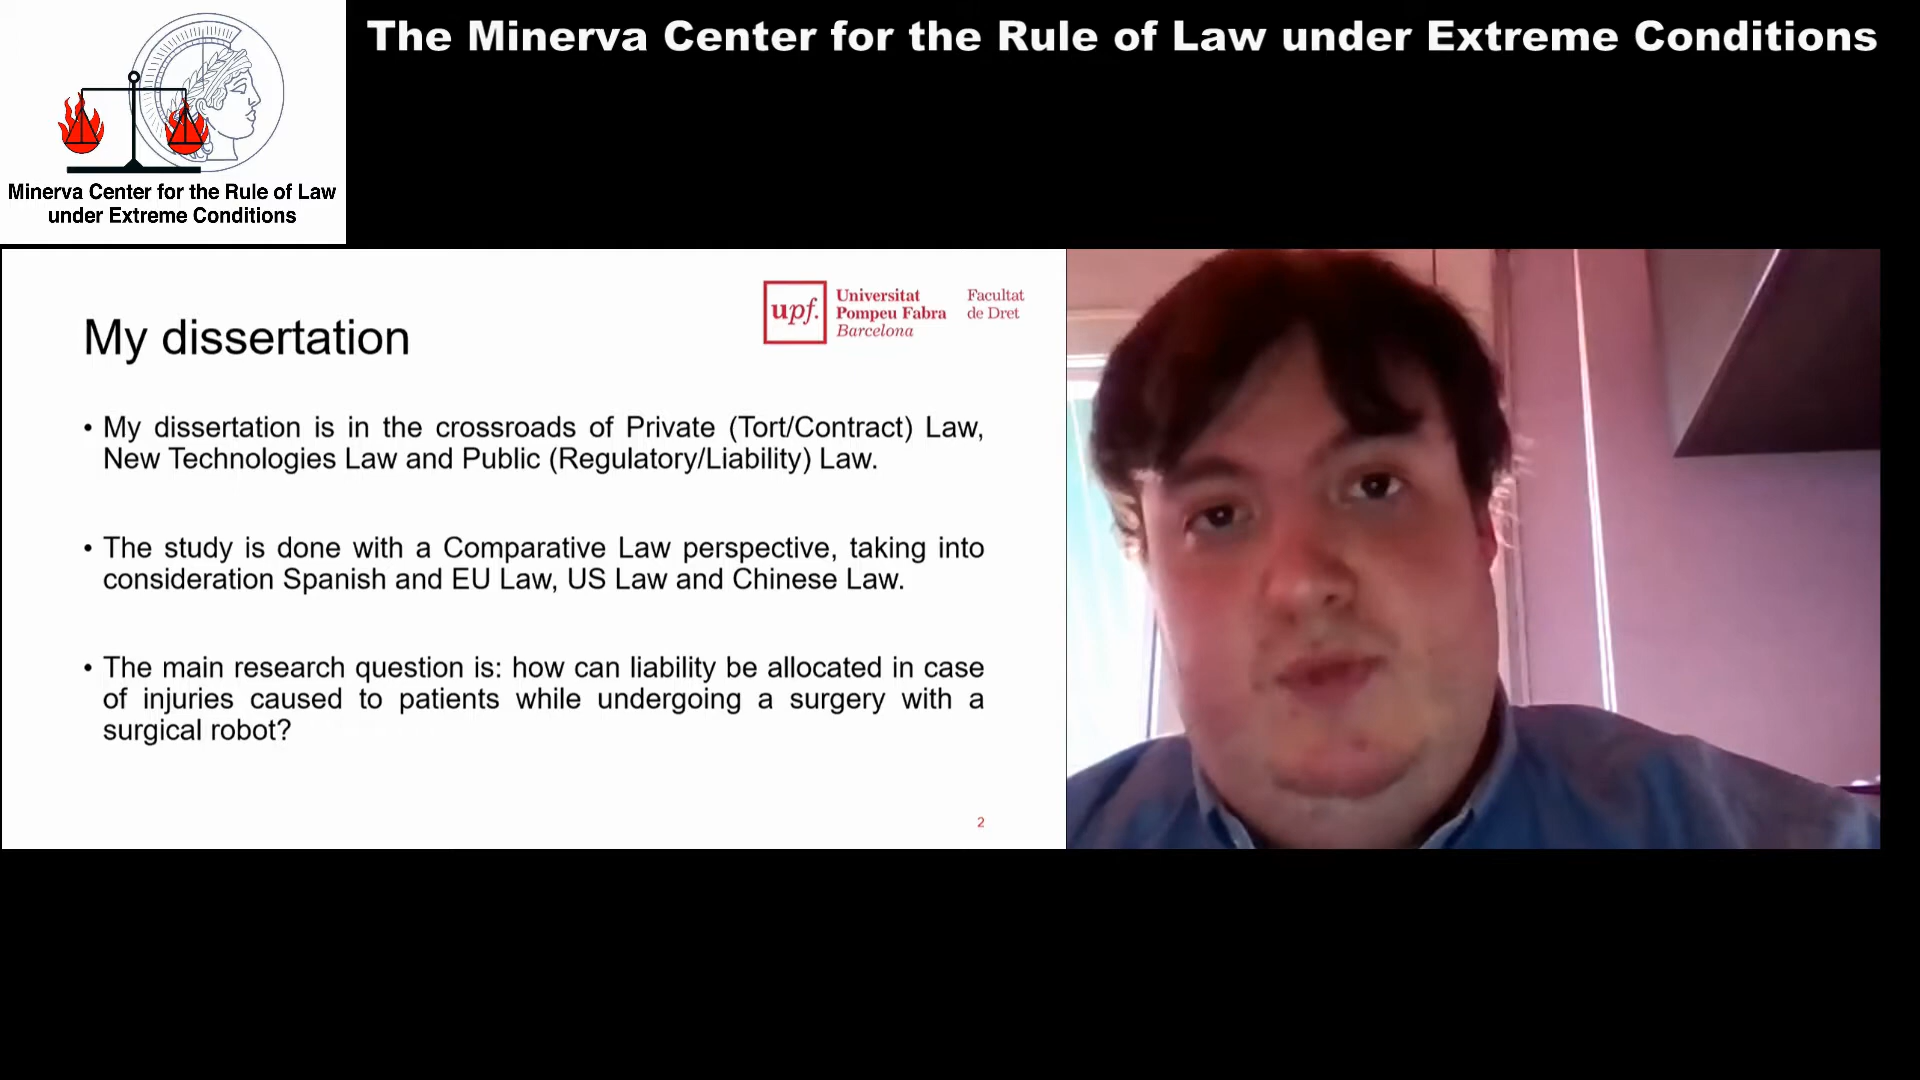 The Minerva Center for the Rule of Law under Extreme Conditions
Minerva Center for the Rule of Law
under Extreme Conditions
My dissertation
upf.
Universitat
Pompeu Fabra
Barcelona
Facultat
de Dret
• My dissertation is in the crossroads of Private (Tort/Contract) Law,
New Technologies Law and Public (Regulatory/Liability) Law.
• The study is done with a Comparative Law perspective, taking into
consideration Spanish and EU Law, US Law and Chinese Law.
• The main research question is: how can liability be allocated in case
of injuries caused to patients while undergoing a surgery with a
surgical robot?
2